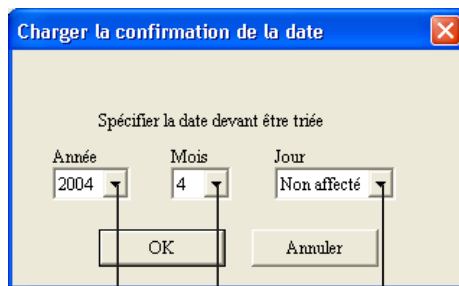 Charger la confirmation de la date
Spécifier la date devant être triée
Année Mois Jour
2004 4 Non affecté
OK Annuler